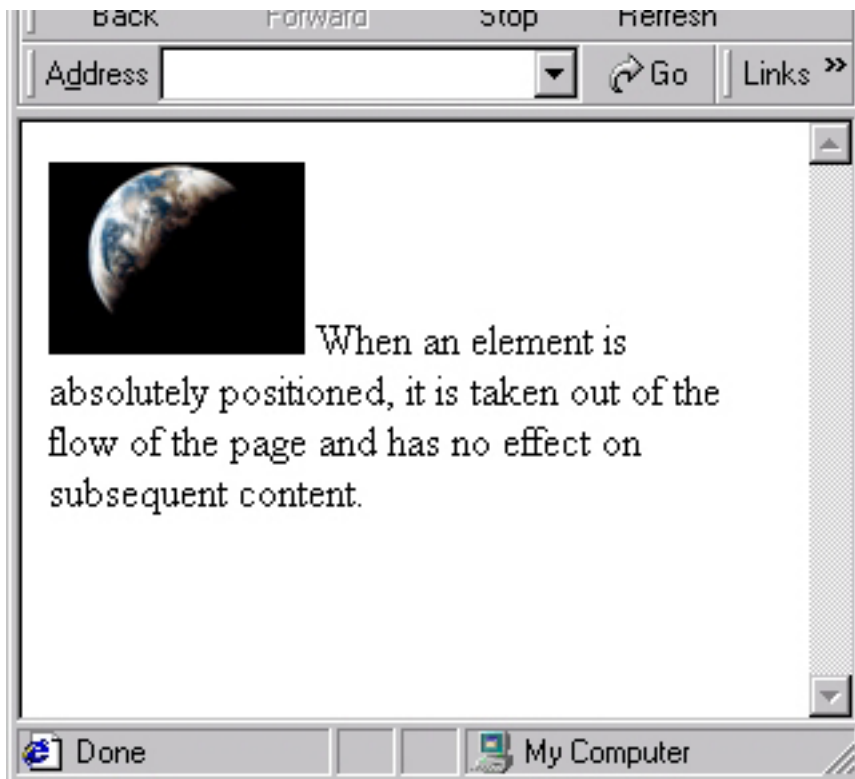 Back Forward Stop Refresh
Address Go Links »
When an element is
absolutely positioned, it is taken out of the
flow of the page and has no effect on
subsequent content.
Done My Computer